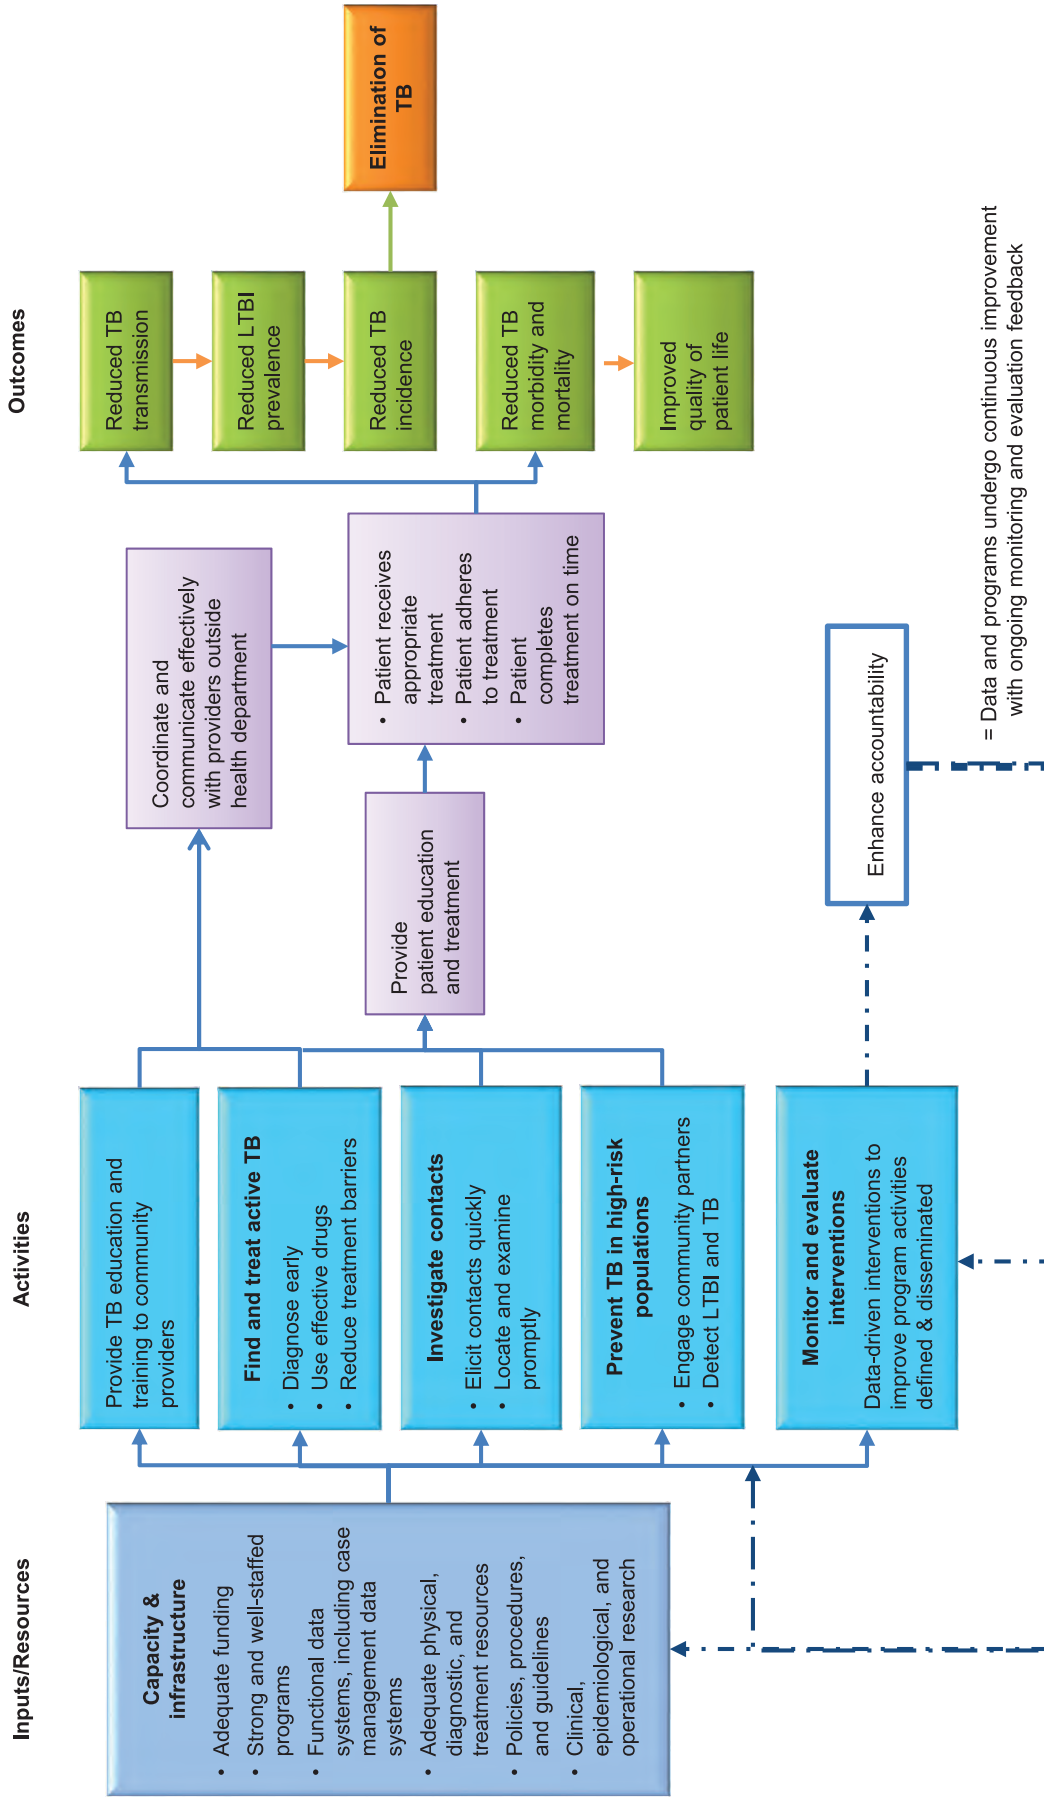 Inputs/Resources
Activities
Outcomes
Capacity &
infrastructure
• Adequate funding
• Strong and well-staffed
programs
• Functional data
systems, including case
management data
systems
• Adequate physical,
diagnostic, and
treatment resources
• Policies, procedures,
and guidelines
• Clinical,
epidemiological, and
operational research
Provide TB education and
training to community
providers
Find and treat active TB
• Diagnose early
• Use effective drugs
• Reduce treatment barriers
Investigate contacts
• Elicit contacts quickly
• Locate and examine
promptly
Prevent TB in high-risk
populations
• Engage community partners
• Detect LTBI and TB
Monitor and evaluate
interventions
Data-driven interventions to
improve program activities
defined & disseminated
Coordinate and
communicate effectively
with providers outside
health department
Provide
patient education
and treatment
• Patient receives
appropriate
treatment
• Patient adheres
to treatment
• Patient
completes
treatment on time
Enhance accountability
Reduced TB
transmission
Reduced LTBI
prevalence
Reduced TB
incidence
Reduced TB
morbidity and
mortality
Improved
quality of
patient life
Elimination of
TB
= Data and programs undergo continuous improvement
with ongoing monitoring and evaluation feedback